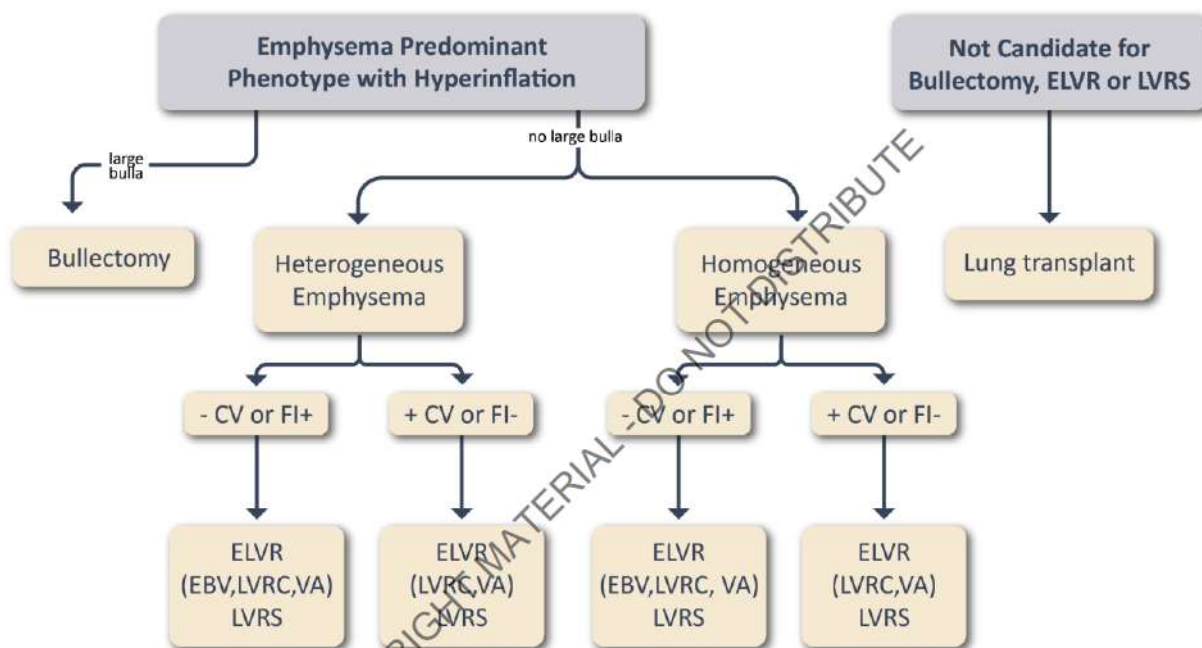 Emphysema Predominant
Phenotype with Hyperinflation
Not Candidate for
Bullectomy, ELVR or LVRS
large
bulla
no large bulla
Bullectomy
Heterogeneous
Emphysema
Homogeneous
Emphysema
Lung transplant
- CV or FI+
+ CV or FI-
- CV or FI+
+ CV or FI-
ELVR
(EBV,LVRC,VA)
LVRS
ELVR
(LVRC,VA)
LVRS
ELVR
(EBV,LVRC, VA)
LVRS
ELVR
(LVRC,VA)
LVRS
MATERIAL - DO NOT DISTRIBUTE